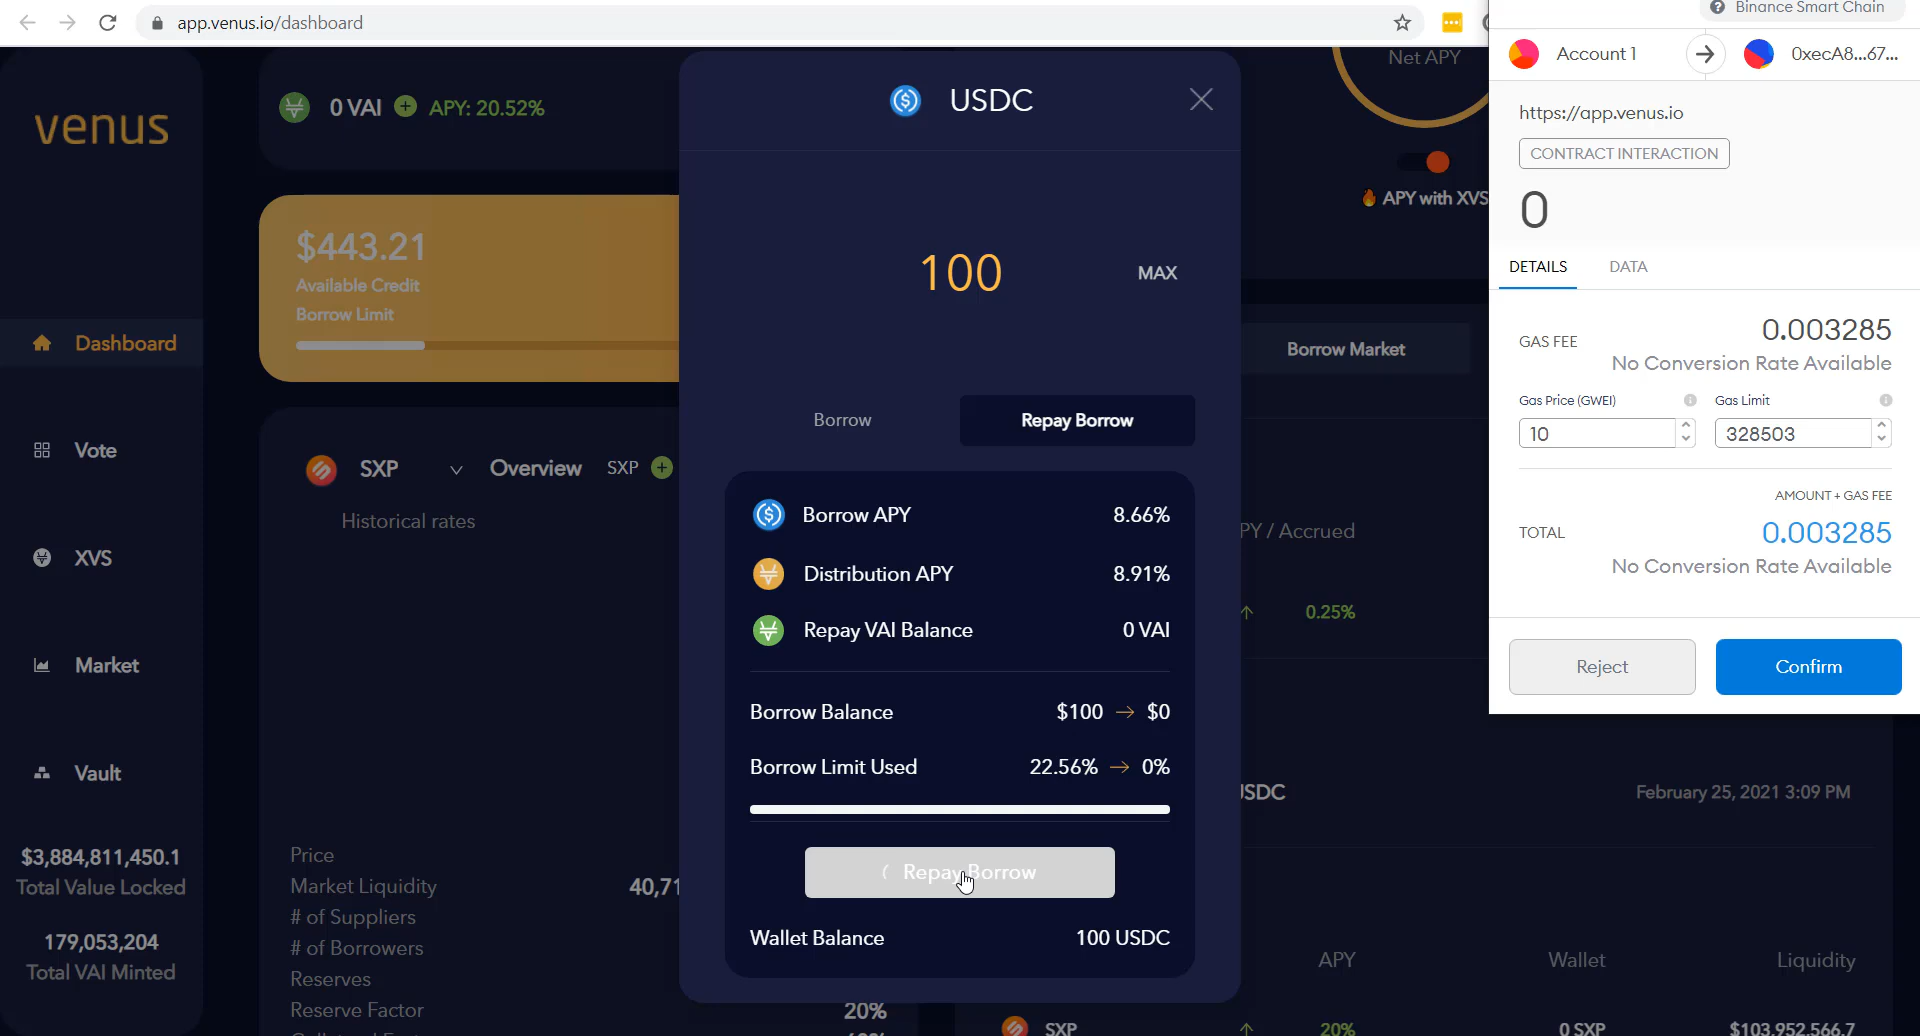 app.venus.io/dashboard
venus
Dashboard
Vote
XVS
Market
Vault
$3,884,811,450.1
Total Value Locked
179,053,204
Total VAI Minted
0 VAI
APY: 20.52%
$443.21
Available Credit
Borrow Limit
SXP
Overview
SXP
Historical rates
Price
Market Liquidity
40,71
# of Suppliers
# of Borrowers
Reserves
Reserve Factor
20%
USDC
100
MAX
Borrow
Repay Borrow
Borrow APY
8.66%
Distribution APY
8.91%
Repay VAI Balance
0 VAI
Borrow Balance
$100 → $0
Borrow Limit Used
22.56% → 0%
Repay Borrow
Wallet Balance
100 USDC
Net APY
APY with XVS
Borrow Market
PY / Accrued
0.25%
USDC
February 25, 2021 3:09 PM
APY
Wallet
Liquidity
SXP
20%
0 SXP
$103,952,566.7
Binance Smart Chain
Account 1
0xecA8...67...
https://app.venus.io
CONTRACT INTERACTION
0
DETAILS
DATA
GAS FEE
0.003285
No Conversion Rate Available
Gas Price (GWEI)
Gas Limit
10
328503
AMOUNT + GAS FEE
TOTAL
0.003285
No Conversion Rate Available
Reject
Confirm